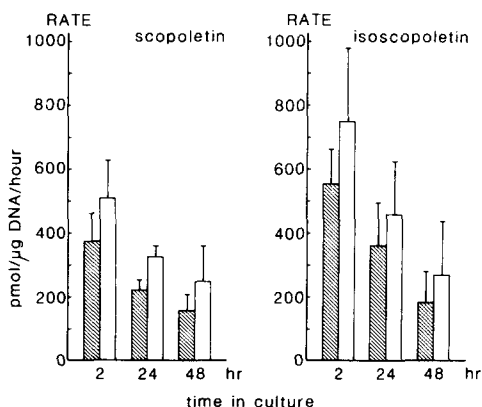 RATE
scopoletin
1000
800
600
400
200
0
2 24 48 hr
RATE
isoscopoletin
1000
800
600
400
200
0
2 24 48 hr
pmol/µg DNA/hour
time in culture